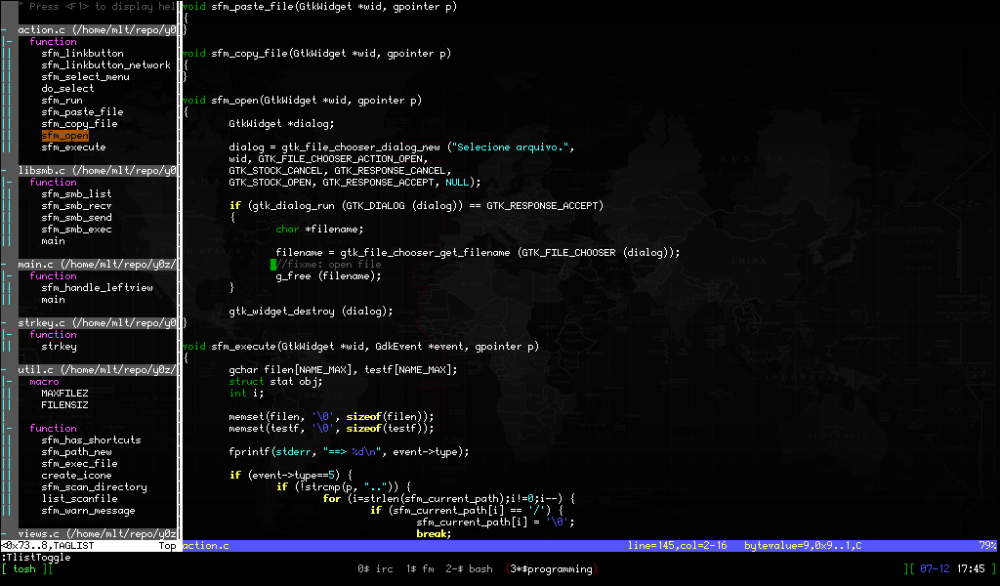 " Press <F1> to display hel
action.c (/home/mlt/repo/y0
function
sfm_linkbutton
sfm_linkbutton_network
sfm_select_menu
do_select
sfm_run
sfm_paste_file
sfm_copy_file
sfm_open
sfm_execute
libsmb.c (/home/mlt/repo/y0
function
sfm_smb_list
sfm_smb_recv
sfm_smb_send
sfm_smb_exec
main
main.c (/home/mlt/repo/y0z/
function
sfm_handle_leftview
main
strkey.c (/home/mlt/repo/y0
function
strkey
util.c (/home/mlt/repo/y0z/
macro
MAXFILEZ
FILENSIZ
function
sfm_has_shortcuts
sfm_path_new
sfm_exec_file
create_icone
sfm_scan_directory
list_scanfile
sfm_warn_message
views.c (/home/mlt/repo/y0z
<0x73..8,TAGLIST Top
void sfm_paste_file(GtkWidget *wid, gpointer p)
{
}
void sfm_copy_file(GtkWidget *wid, gpointer p)
{
}
void sfm_open(GtkWidget *wid, gpointer p)
{
GtkWidget *dialog;
dialog = gtk_file_chooser_dialog_new ("Selecione arquivo.",
wid, GTK_FILE_CHOOSER_ACTION_OPEN,
GTK_STOCK_CANCEL, GTK_RESPONSE_CANCEL,
GTK_STOCK_OPEN, GTK_RESPONSE_ACCEPT, NULL);
if (gtk_dialog_run (GTK_DIALOG (dialog)) == GTK_RESPONSE_ACCEPT)
{
char *filename;
filename = gtk_file_chooser_get_filename (GTK_FILE_CHOOSER (dialog));
//fixme: open file
g_free (filename);
}
gtk_widget_destroy (dialog);
}
void sfm_execute(GtkWidget *wid, GdkEvent *event, gpointer p)
{
gchar filen[NAME_MAX], testf[NAME_MAX];
struct stat obj;
int i;
memset(filen, '\0', sizeof(filen));
memset(testf, '\0', sizeof(testf));
fprintf(stderr, "==> %d\n", event->type);
if (event->type==5) {
if (!strcmp(p, "..")) {
for (i=strlen(sfm_current_path);i!=0;i--) {
if (sfm_current_path[i] == '/') {
sfm_current_path[i] = '\0';
break;
action.c line=145,col=2-16 bytevalue=9,0x9..1,C 79%
:TlistToggle
[ tosh ][ 0$ irc 1$ fm 2-$ bash (3*$programming) ][ 07-12 17:45 ]